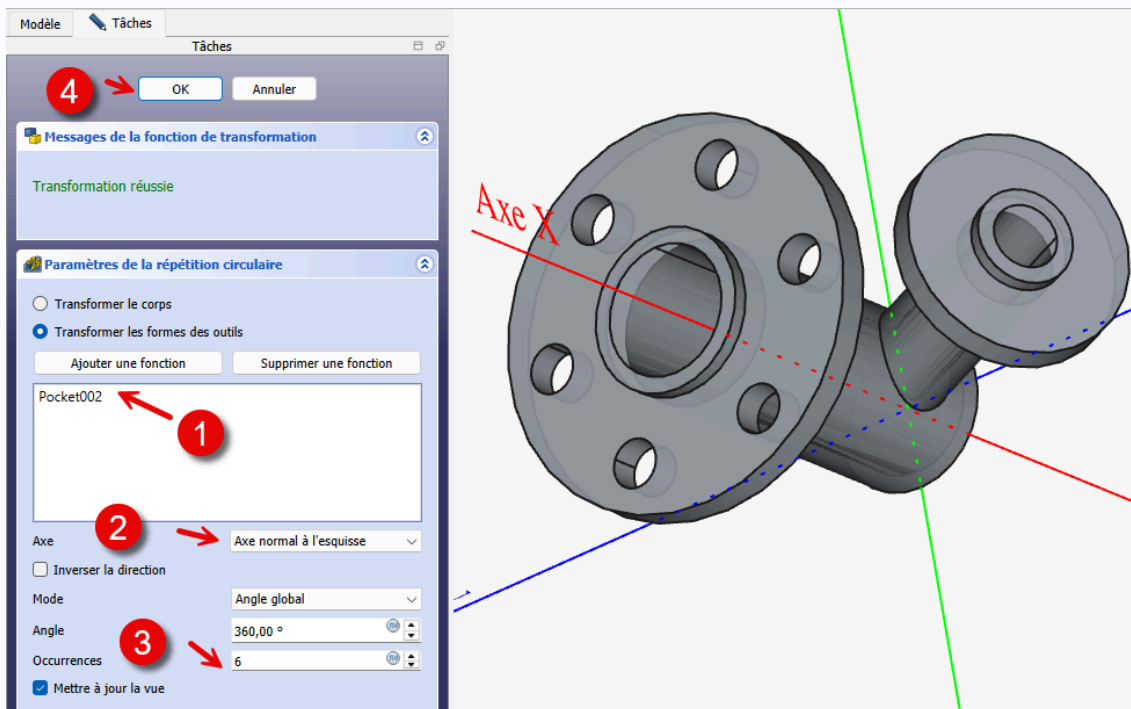 Modèle Tâches
Tâches
4 OK Annuler
Messages de la fonction de transformation
Transformation réussie
Paramètres de la répétition circulaire
Transformer le corps
Transformer les formes des outils
Ajouter une fonction Supprimer une fonction
Pocket002
1
2
Axe Axe normal à l'esquisse
Inverser la direction
Mode Angle global
3
Angle 360,00 °
Occurrences 6
Mettre à jour la vue
Axe X